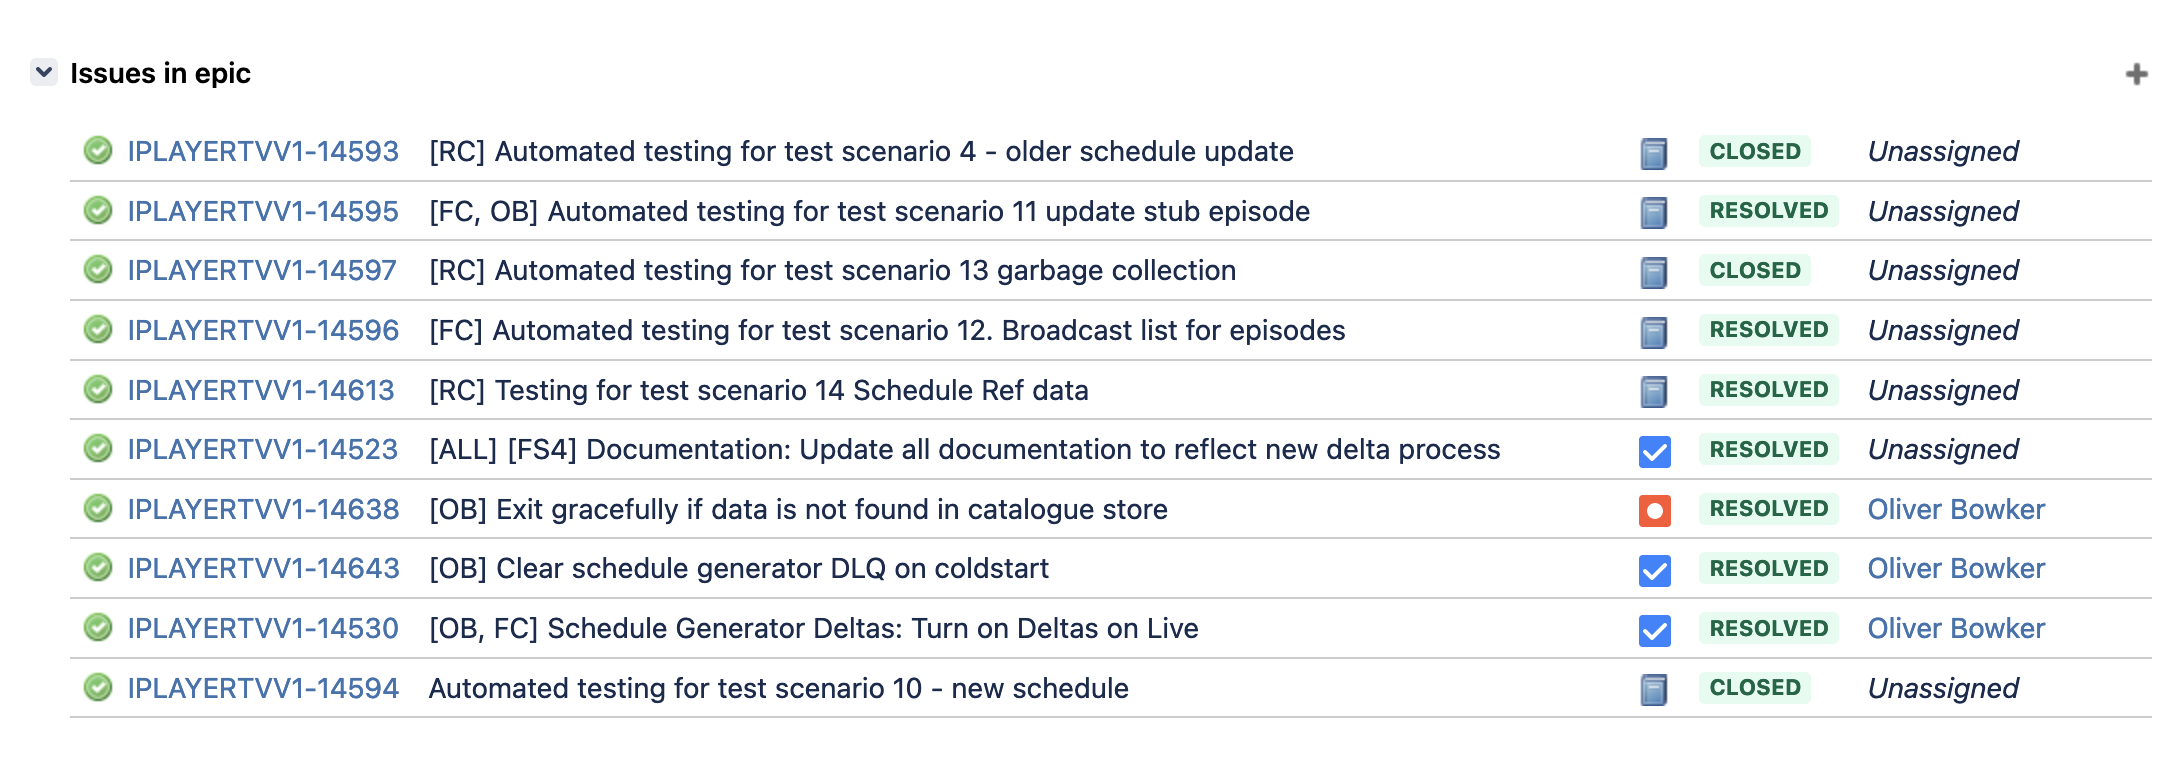 Issues in epic
IPLAYERTVV1-14593 [RC] Automated testing for test scenario 4 - older schedule update CLOSED Unassigned
IPLAYERTVV1-14595 [FC, OB] Automated testing for test scenario 11 update stub episode RESOLVED Unassigned
IPLAYERTVV1-14597 [RC] Automated testing for test scenario 13 garbage collection CLOSED Unassigned
IPLAYERTVV1-14596 [FC] Automated testing for test scenario 12. Broadcast list for episodes RESOLVED Unassigned
IPLAYERTVV1-14613 [RC] Testing for test scenario 14 Schedule Ref data RESOLVED Unassigned
IPLAYERTVV1-14523 [ALL] [FS4] Documentation: Update all documentation to reflect new delta process RESOLVED Unassigned
IPLAYERTVV1-14638 [OB] Exit gracefully if data is not found in catalogue store RESOLVED Oliver Bowker
IPLAYERTVV1-14643 [OB] Clear schedule generator DLQ on coldstart RESOLVED Oliver Bowker
IPLAYERTVV1-14530 [OB, FC] Schedule Generator Deltas: Turn on Deltas on Live RESOLVED Oliver Bowker
IPLAYERTVV1-14594 Automated testing for test scenario 10 - new schedule CLOSED Unassigned